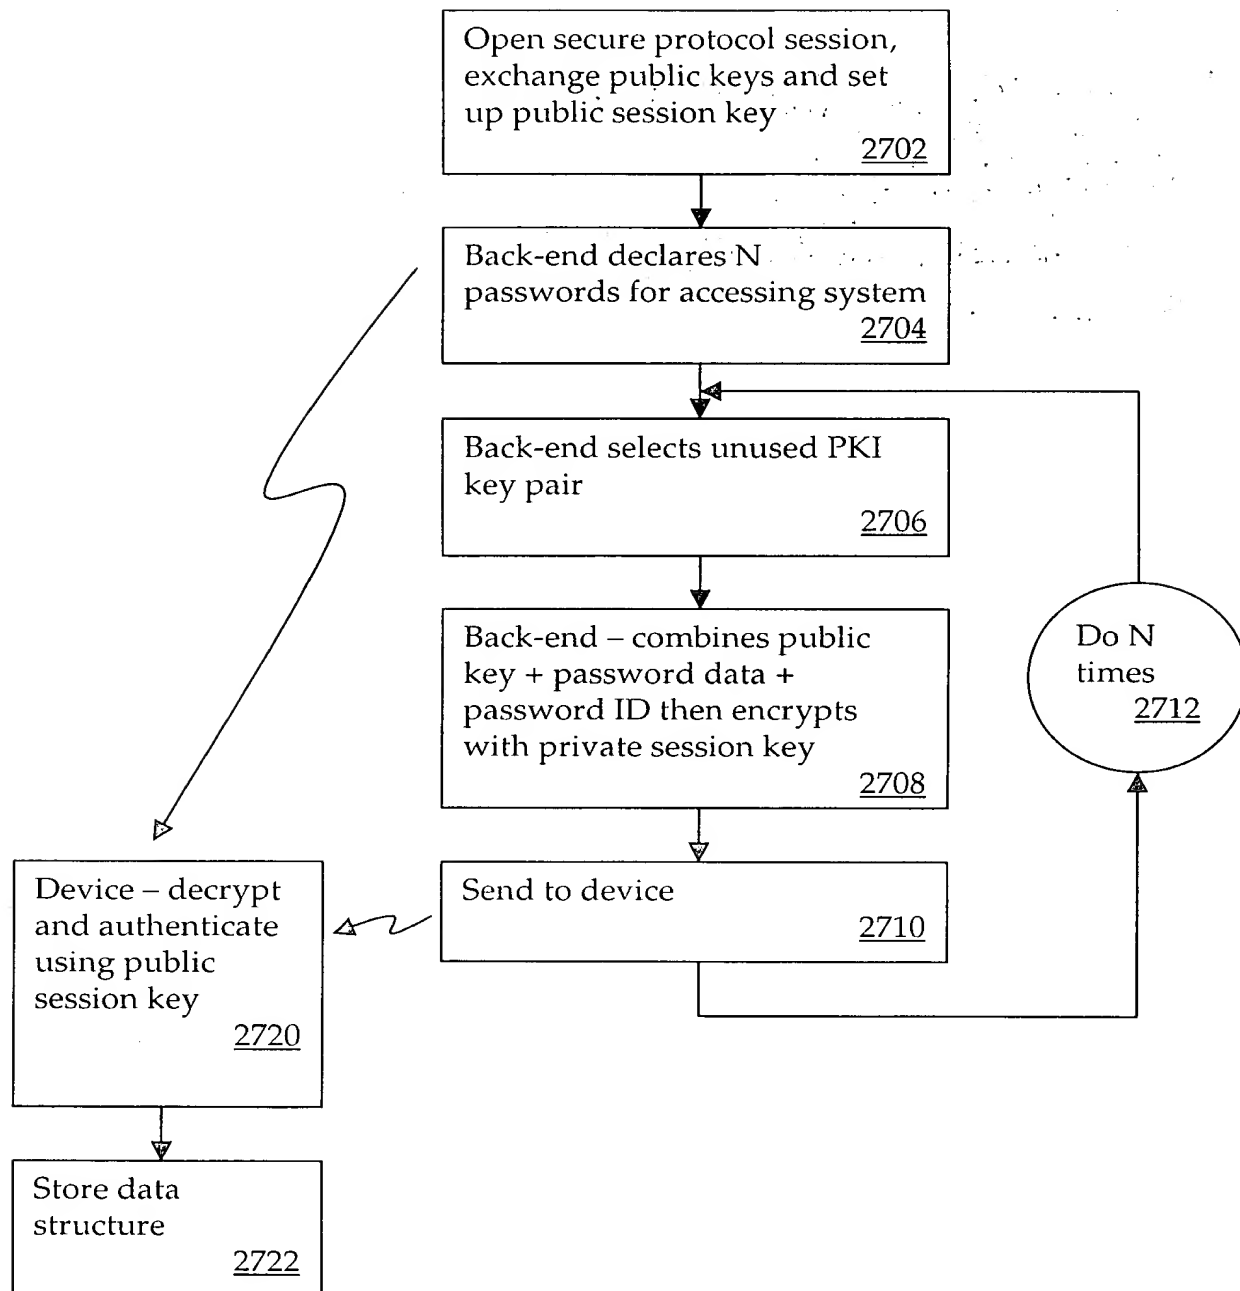 Open secure protocol session,
exchange public keys and set
up public session key
2702
Back-end declares N
passwords for accessing system
2704
Back-end selects unused PKI
key pair
2706
Back-end – combines public
key + password data +
password ID then encrypts
with private session key
2708
Do N
times
2712
Send to device
2710
Device – decrypt
and authenticate
using public
session key
2720
Store data
structure
2722